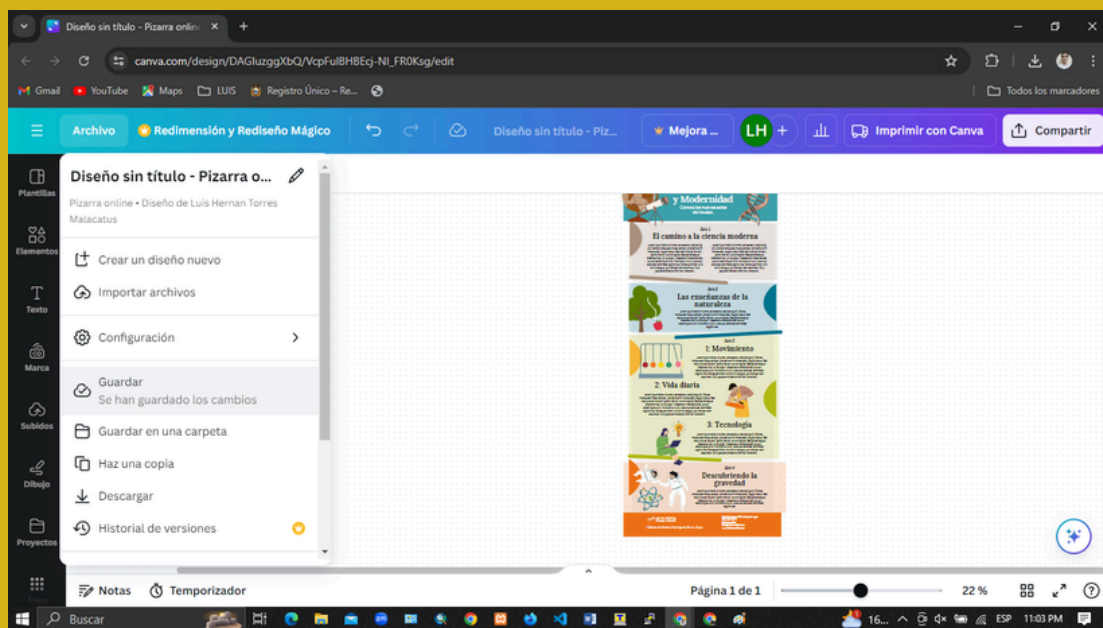 Diseño sin título - Pizarra online
canva.com/design/DAGIuzggXbQ/VcpFul8HBEcj-NI_FR0Ksg/edit
Gmail YouTube Maps LUIS Registro Único – Re... Todos los marcadores
Archivo Redimensión y Rediseño Mágico Diseño sin título - Piz... Mejora ... LH + Imprimir con Canva Compartir
Plantillas
Elementos
Texto
Marca
Subidos
Dibujo
Proyectos
Diseño sin título - Pizarra o...
Pizarra online • Diseño de Luis Hernan Torres
Malacatus
Crear un diseño nuevo
Importar archivos
Configuración
Guardar
Se han guardado los cambios
Guardar en una carpeta
Haz una copia
Descargar
Historial de versiones
y Modernidad
El camino a la ciencia moderna
Las enseñanzas de la
naturaleza
1: Movimiento
2: Vida diaria
3: Tecnología
Descubriendo la
gravedad
Notas Temporizador Página 1 de 1 22 %
Buscar 16... ESP 11:03 PM